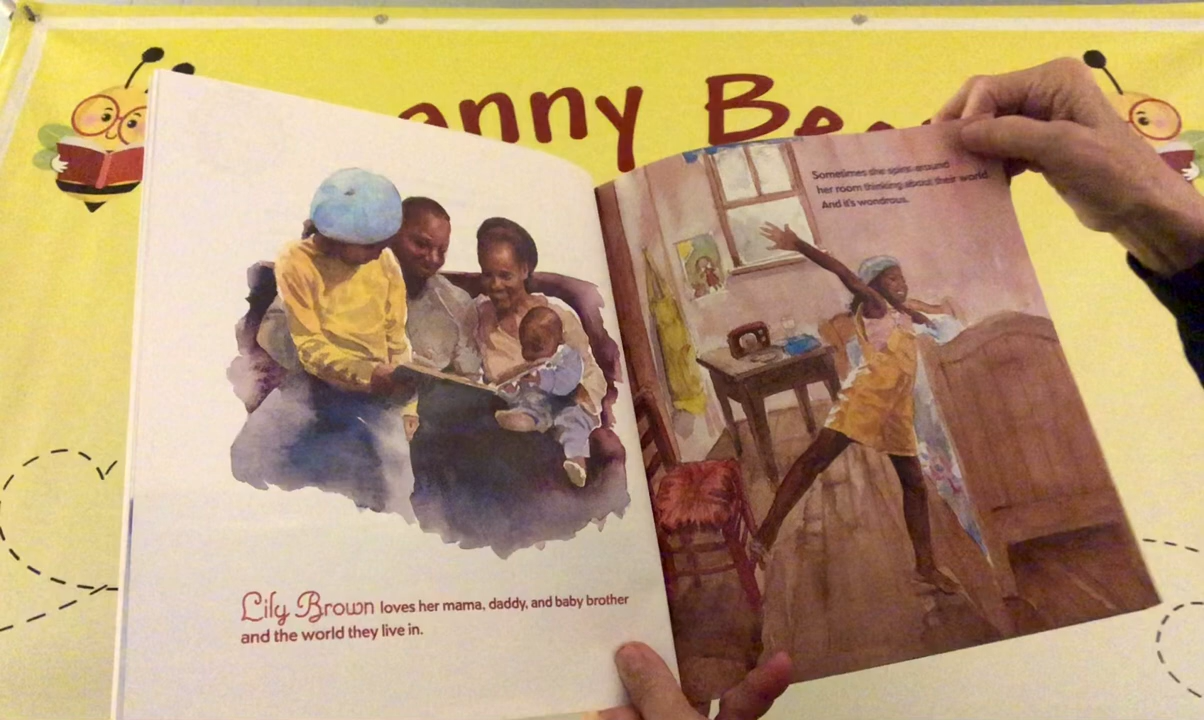 anny Be
Lily Brown loves her mama, daddy, and baby brother
and the world they live in.
Sometimes she spins around
her room thinking about their world
And it's wondrous.